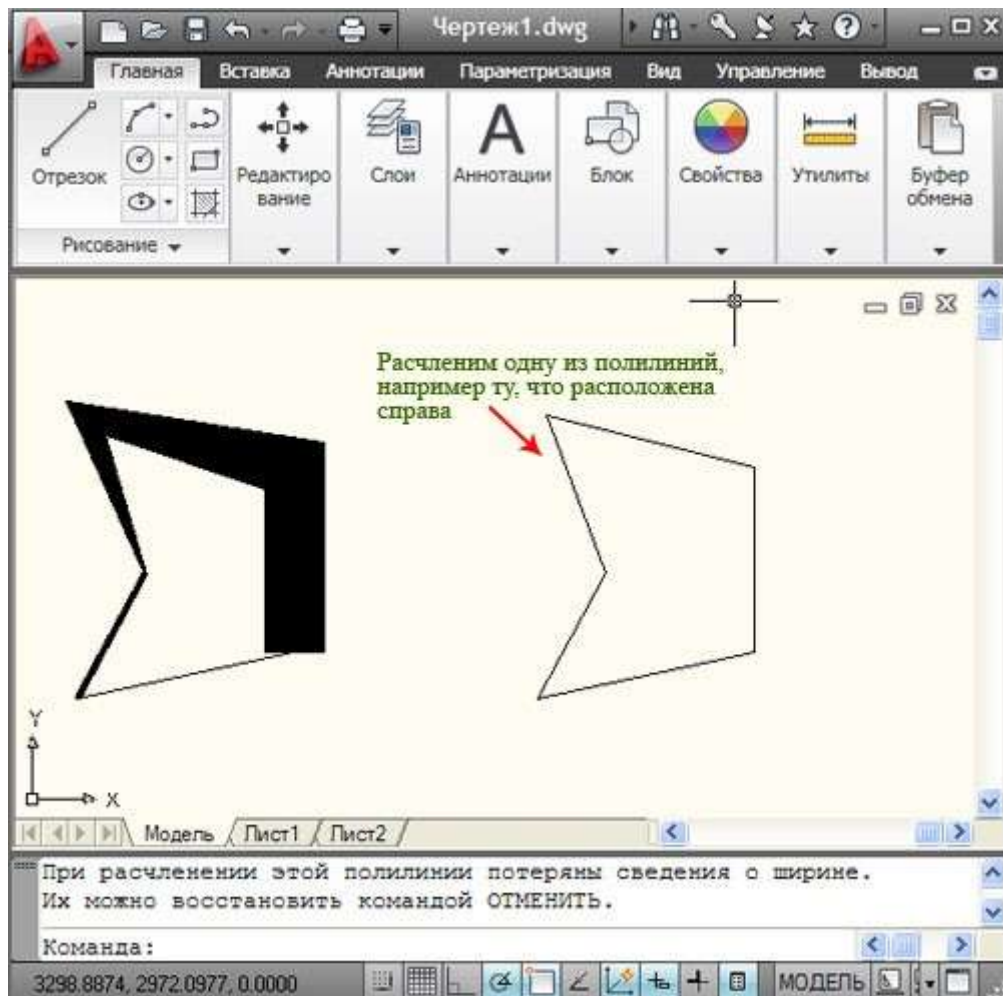 Чертеж1.dwg
Главная Вставка Аннотации Параметризация Вид Управление Вывод
Отрезок
Редактиро
вание
Слои
Аннотации
Блок
Свойства
Утилиты
Буфер
обмена
Рисование
Расчленим одну из полилиний,
например ту, что расположена
справа
Y
X
Модель Лист1 Лист2
При расчленении этой полилинии потеряны сведения о ширине.
Их можно восстановить командой ОТМЕНИТЬ.
Команда:
3298.8874, 2972.0977, 0.0000 МОДЕЛЬ